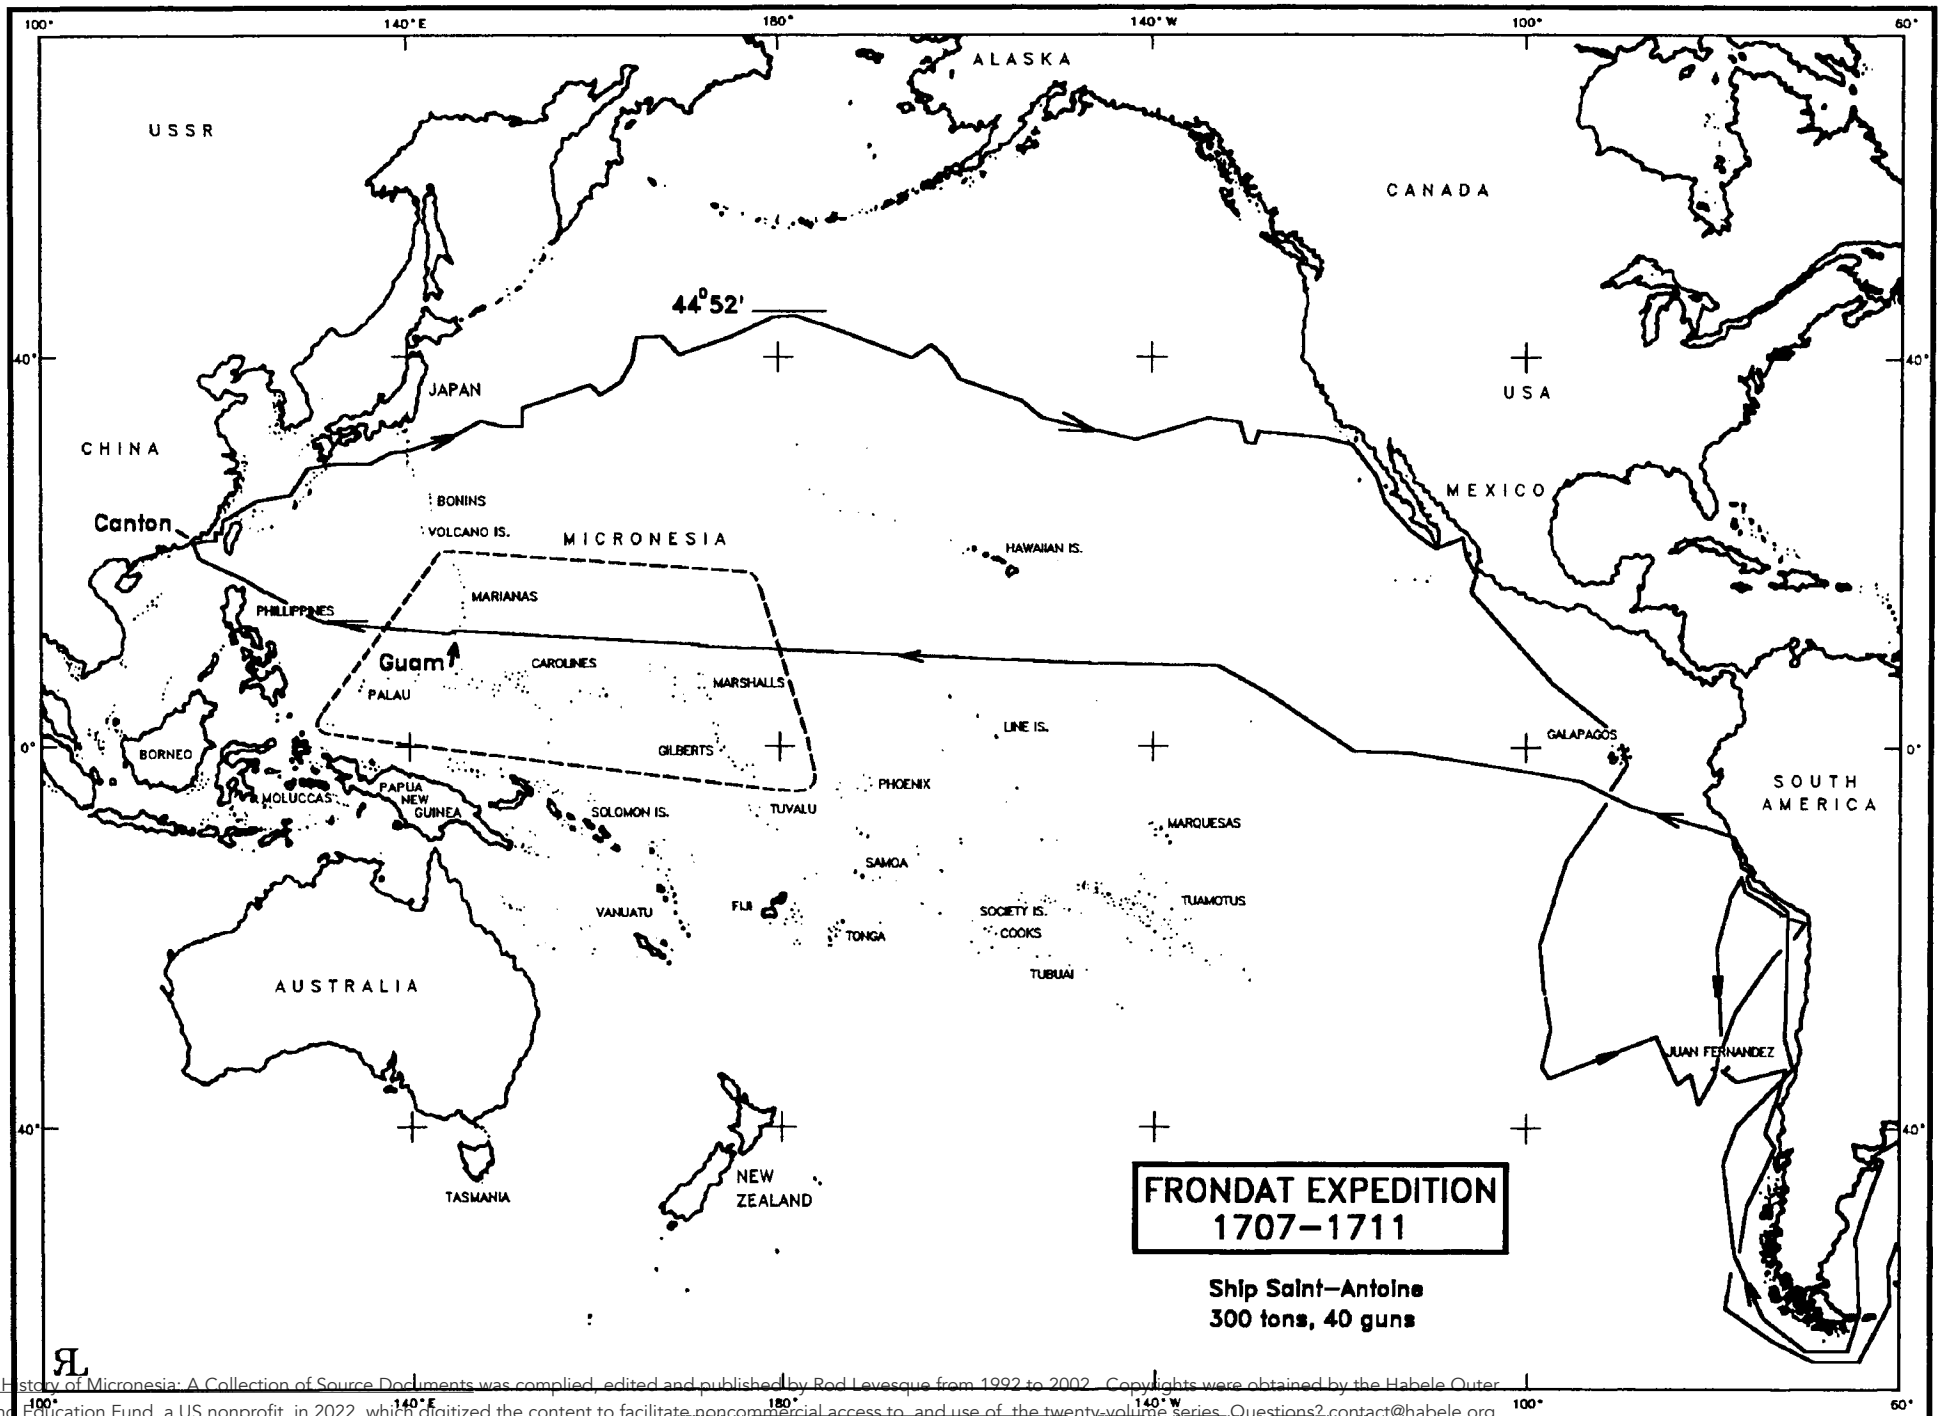 100° 140°E 180° 140°W 100° 60°
ALASKA
USSR
CANADA
44°52'
40° 40°
JAPAN
USA
CHINA
MEXICO
BONINS
Canton
VOLCANO IS.
MICRONESIA
HAWAIIAN IS.
MARIANAS
PHILLIPPINES
Guam
CAROLINES
PALAU
MARSHALLS
LINE IS.
GALAPAGOS
0° 0°
GILBERTS
BORNEO
SOUTH
AMERICA
PHOENIX
PAPUA
NEW
GUINEA
MOLUCCAS
TUVALU
SOLOMON IS.
MARQUESAS
SAMOA
TUAMOTUS
VANUATU
FIJI
SOCIETY IS.
COOKS
TONGA
TUBUAI
AUSTRALIA
JUAN FERNANDEZ
40° 40°
NEW
ZEALAND
TASMANIA
FRONDAT EXPEDITION
1707-1711
Ship Saint-Antoine
300 tons, 40 guns
RL
History of Micronesia: A Collection of Source Documents was complied, edited and published by Rod Levesque from 1992 to 2002. Copyrights were obtained by the Habele Outer
Education Fund, a US nonprofit, in 2022, which digitized the content to facilitate noncommercial access to, and use of, the twenty-volume series. Questions? contact@habele.org
100° 140°E 180° 140°W 100° 60°